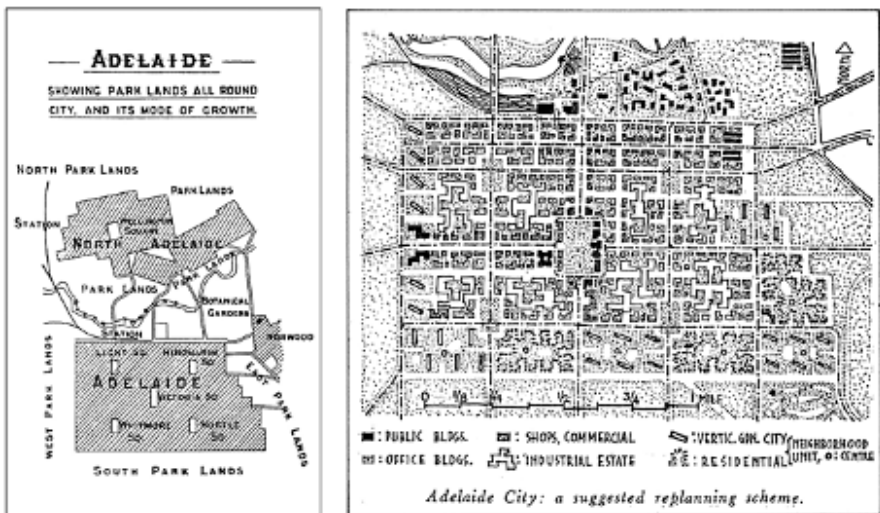 ADELAIDE
SHOWING PARK LANDS ALL ROUND
CITY, AND ITS MODE OF GROWTH.
NORTH PARK LANDS
PARK LANDS
STATION
WELLINGTON
SQUARE
NORTH ADELAIDE
PARK LANDS
PARK LANDS
BOTANICAL
GARDENS
STATION
NORWOOD
LIGHT SQ.
HINDMARSH
SQ
EAST PARK LANDS
WEST PARK LANDS
ADELAIDE
VICTORIA SQ
WHITMORE
SQ.
HURTLE
SQ
SOUTH PARK LANDS
NORTH
0 1/8 1/4 1/2 3/4 1 MILE
: PUBLIC BLDGS. : SHOPS, COMMERCIAL : VERTIC. GDN. CITY
: OFFICE BLDGS. : INDUSTRIAL ESTATE : RESIDENTIAL
NEIGHBORHOOD
UNIT, : CENTRE
Adelaide City: a suggested replanning scheme.